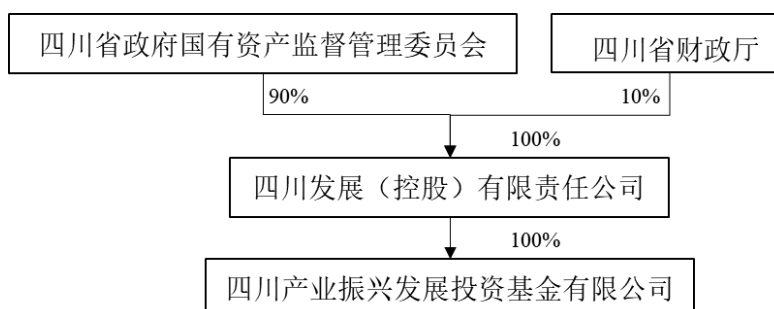 四川省政府国有资产监督管理委员会
四川省财政厅
90%
10%
100%
四川发展（控股）有限责任公司
100%
四川产业振兴发展投资基金有限公司